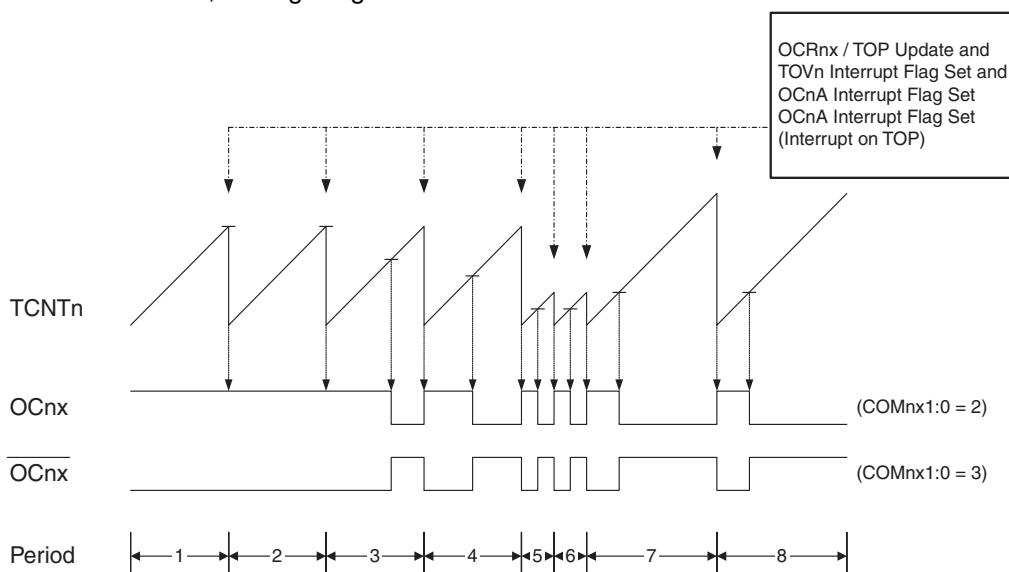 OCRnx / TOP Update and
TOVn Interrupt Flag Set and
OCnA Interrupt Flag Set
OCnA Interrupt Flag Set
(Interrupt on TOP)
TCNTn
OCnx (COMnx1:0 = 2)
OCnx (COMnx1:0 = 3)
Period 1 2 3 4 5 6 7 8